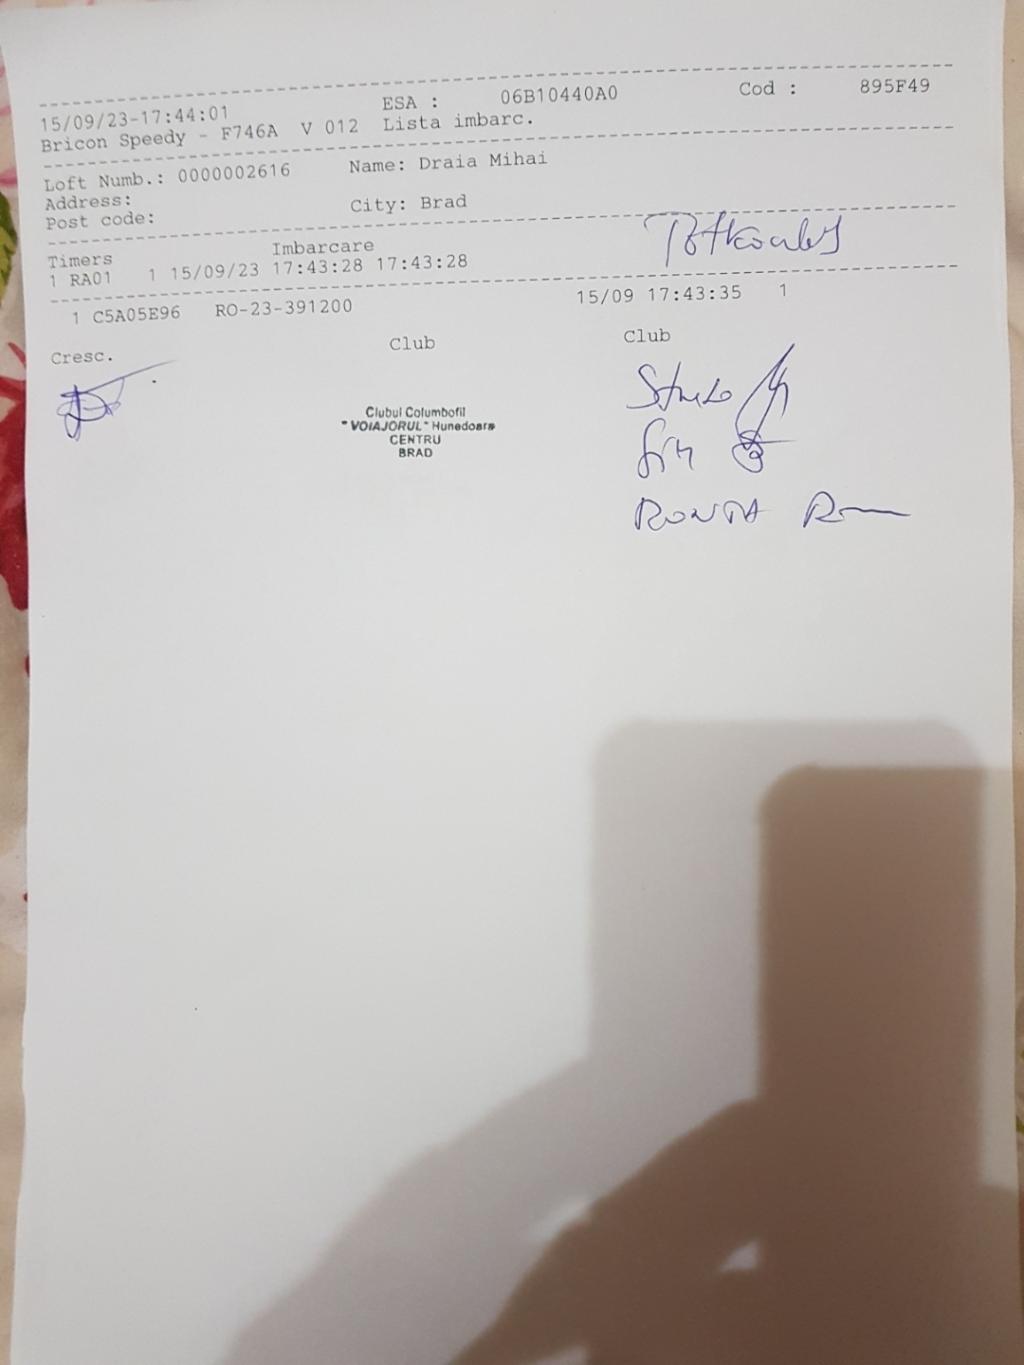 15/09/23-17:44:01 ESA : 06B10440A0 Cod : 895F49
Bricon Speedy - F746A V 012 Lista imbarc.
Loft Numb.: 0000002616 Name: Draia Mihai
Address:
Post code: City: Brad
Timers Imbarcare
1 RA01 1 15/09/23 17:43:28 17:43:28
1 C5A05E96 RO-23-391200 15/09 17:43:35 1
Cresc. Club Club
Clubul Columbofil
"VOIAJORUL" Hunedoara
CENTRU
BRAD